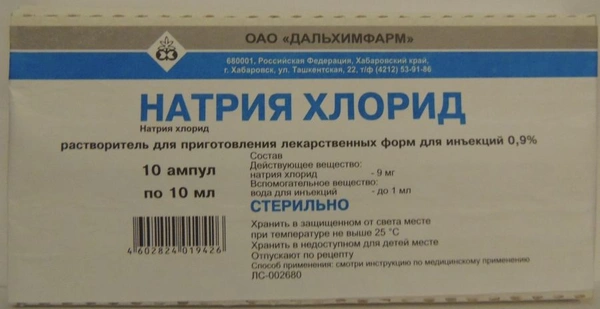 ОАО «ДАЛЬХИМФАРМ»
680001, Российская Федерация, Хабаровский край,
г. Хабаровск, ул. Ташкентская, 22, т/ф (4212) 53-91-86
НАТРИЯ ХЛОРИД
Натрия хлорид
растворитель для приготовления лекарственных форм для инъекций 0,9%
10 ампул
по 10 мл
Состав
Действующее вещество:
натрия хлорид - 9 мг
Вспомогательное вещество:
вода для инъекций - до 1 мл
СТЕРИЛЬНО
Хранить в защищенном от света месте
при температуре не выше 25 °С
Хранить в недоступном для детей месте
Отпускают по рецепту
Способ применения: смотри инструкцию по медицинскому применению
ЛС-002680
4 602824 019426